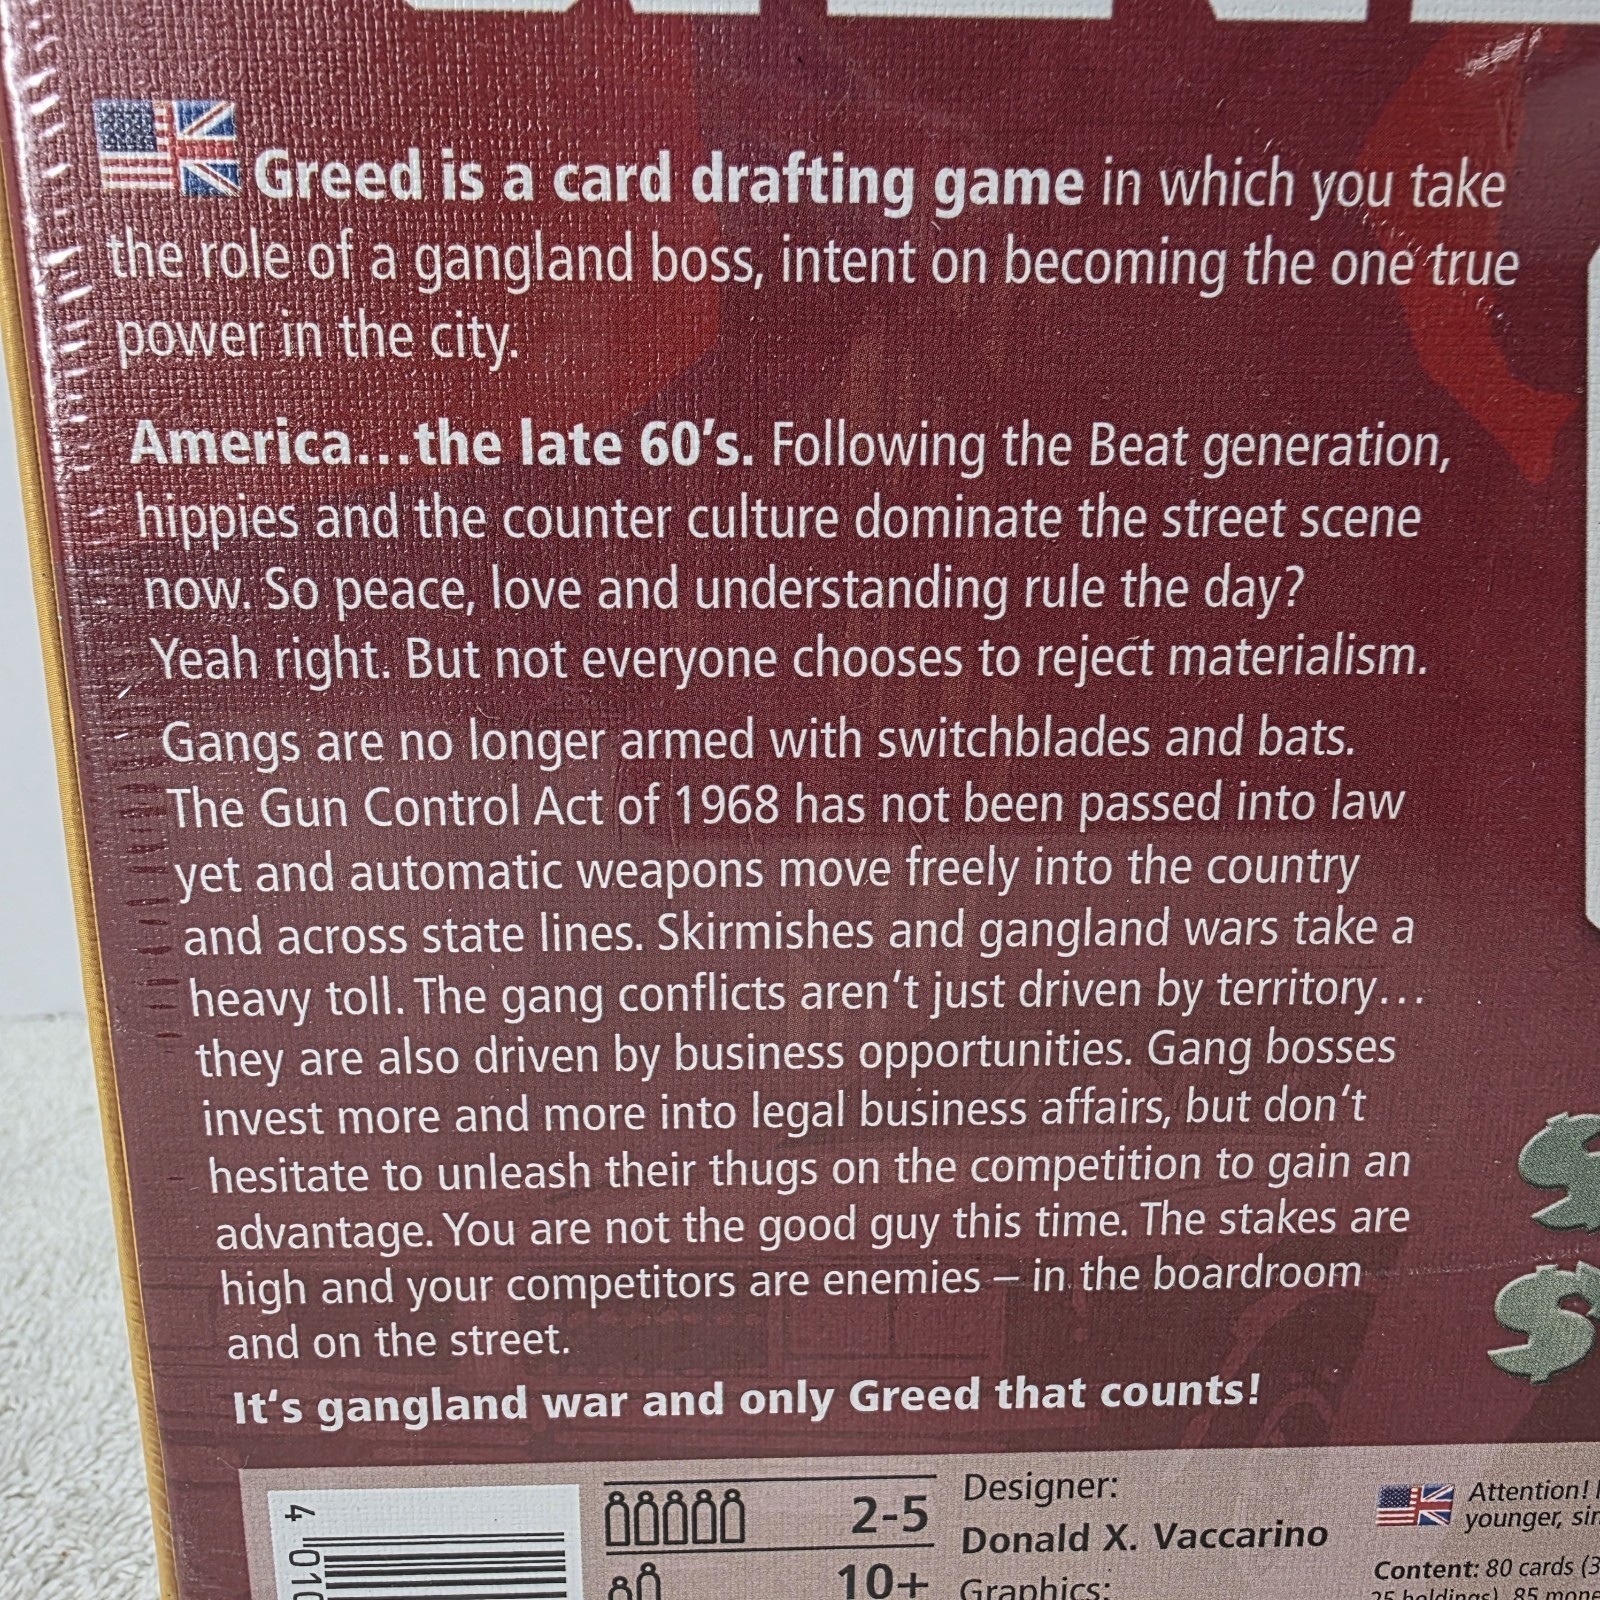 Greed is a card drafting game in which you take
the role of a gangland boss, intent on becoming the one true
power in the city.
America...the late 60's. Following the Beat generation,
hippies and the counter culture dominate the street scene
now. So peace, love and understanding rule the day?
Yeah right. But not everyone chooses to reject materialism.
Gangs are no longer armed with switchblades and bats.
The Gun Control Act of 1968 has not been passed into law
yet and automatic weapons move freely into the country
and across state lines. Skirmishes and gangland wars take a
heavy toll. The gang conflicts aren‘t just driven by territory...
they are also driven by business opportunities. Gang bosses
invest more and more into legal business affairs, but don‘t
hesitate to unleash their thugs on the competition to gain an
advantage. You are not the good guy this time. The stakes are
high and your competitors are enemies – in the boardroom
and on the street.
It‘s gangland war and only Greed that counts!
4 010
2-5
10+
Designer:
Donald X. Vaccarino
Graphics:
Attention!
younger,
Content: 80 cards (3
25 holdings), 85
$
$